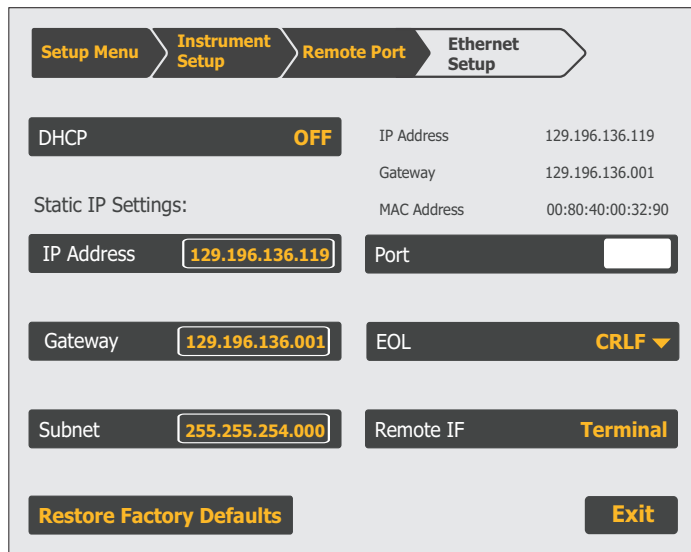 Setup Menu
Instrument
Setup
Remote Port
Ethernet
Setup
DHCP OFF
IP Address 129.196.136.119
Gateway 129.196.136.001
MAC Address 00:80:40:00:32:90
Static IP Settings:
IP Address 129.196.136.119
Port
Gateway 129.196.136.001
EOL CRLF
Subnet 255.255.254.000
Remote IF Terminal
Restore Factory Defaults
Exit